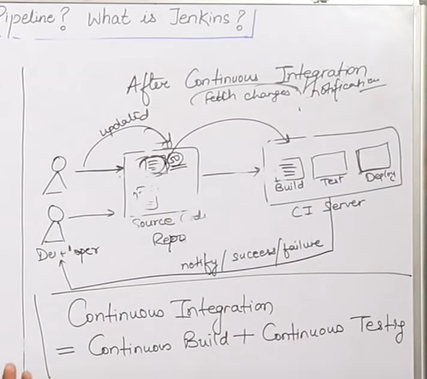 Pipeline? What is Jenkins?
After Continuous Integration
fetch changes / notification
updated
50
Build
Test
Deploy
Source Code
Repo
CI Server
Developer
notify / success / failure
Continuous Integration
= Continuous Build + Continuous Testing